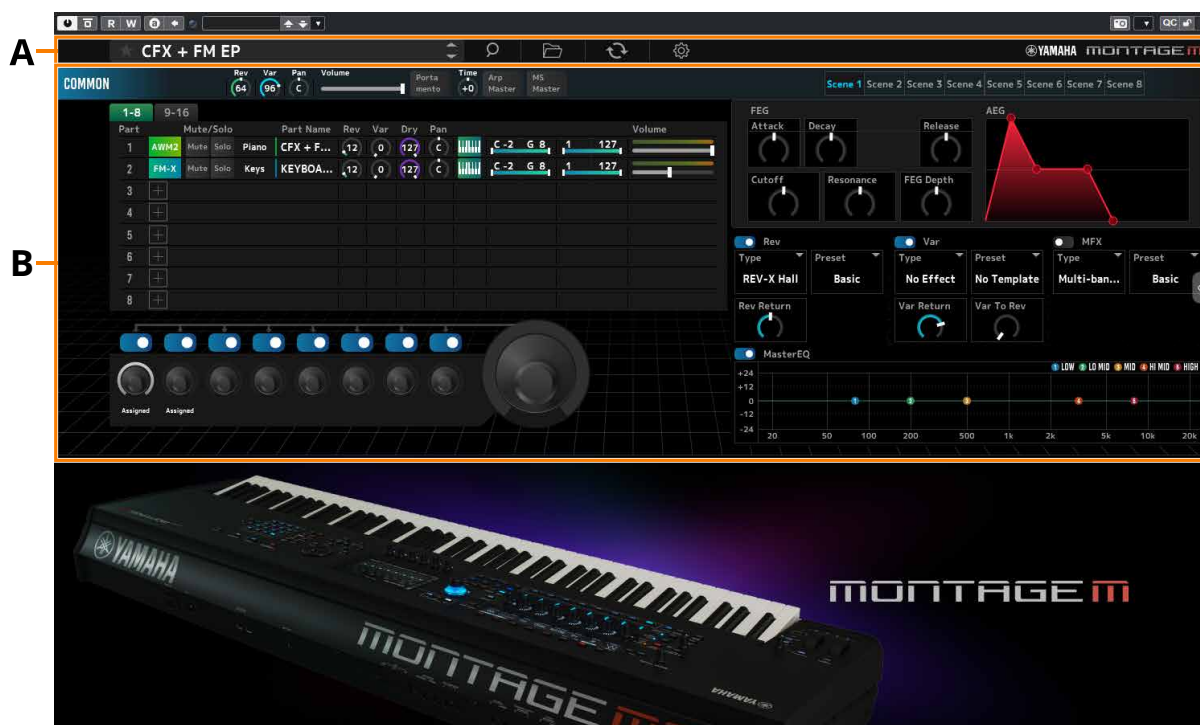 R W
QC
A
CFX + FM EP
YAMAHA MONTAGE M
B
COMMON
Rev Var Pan Volume
64 96 C
Porta mento
Time
+0
Arp Master
MS Master
Scene 1 Scene 2 Scene 3 Scene 4 Scene 5 Scene 6 Scene 7 Scene 8
1-8 9-16
Part Mute/Solo Part Name Rev Var Dry Pan Volume
1 AWM2 Mute Solo Piano CFX + F... 12 0 127 C C -2 G 8 1 127
2 FM-X Mute Solo Keys KEYBOA... 12 0 127 C C -2 G 8 1 127
3
4
5
6
7
8
Assigned Assigned
FEG
Attack Decay Release
Cutoff Resonance FEG Depth
AEG
Rev
Type Preset
REV-X Hall Basic
Rev Return
Var
Type Preset
No Effect No Template
Var Return Var To Rev
MFX
Type Preset
Multi-ban... Basic
MasterEQ
1 LOW 2 LO MID 3 MID 4 HI MID 5 HIGH
+24
+12
0
-12
-24
20 50 100 200 500 1k 2k 5k 10k 20k
YAMAHA
MONTAGE M
YAMAHA
MONTAGE M